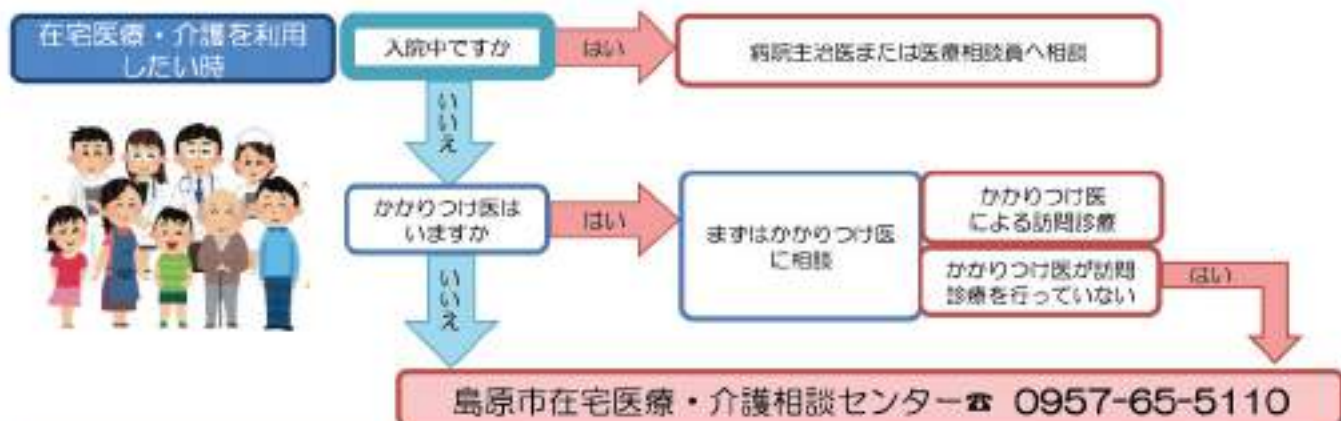 在宅医療・介護を利用
したい時
入院中ですか
はい
病院主治医または医療相談員へ相談
いいえ
かかりつけ医は
いますか
はい
まずはかかりつけ医
に相談
かかりつけ医
による訪問診療
かかりつけ医が訪問
診療を行っていない
はい
いいえ
島原市在宅医療・介護相談センター☎ 0957-65-5110